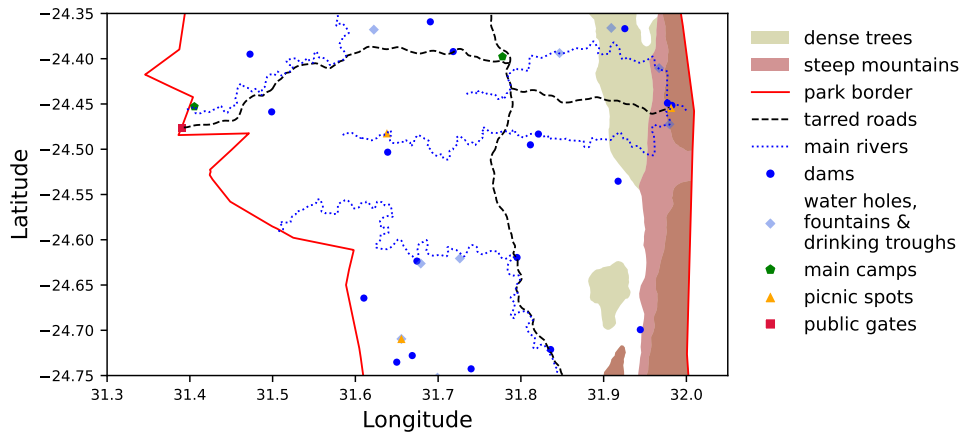 −24.35
−24.40
−24.45
−24.50
−24.55
−24.60
−24.65
−24.70
−24.75
Latitude
31.3
31.4
31.5
31.6
31.7
31.8
31.9
32.0
Longitude
dense trees
steep mountains
park border
tarred roads
main rivers
dams
water holes,
fountains &
drinking troughs
main camps
picnic spots
public gates